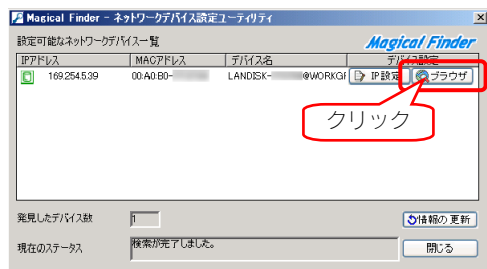 Magical Finder - ネットワークデバイス設定ユーティリティ
設定可能なネットワークデバイス一覧
Magical Finder
IPアドレス MACアドレス デバイス名 デバイス設定
169.254.5.39 00:A0:B0- LANDISK- @WORKGF IP設定 ブラウザ
クリック
発見したデバイス数 1 情報の更新
現在のステータス 検索が完了しました。 閉じる